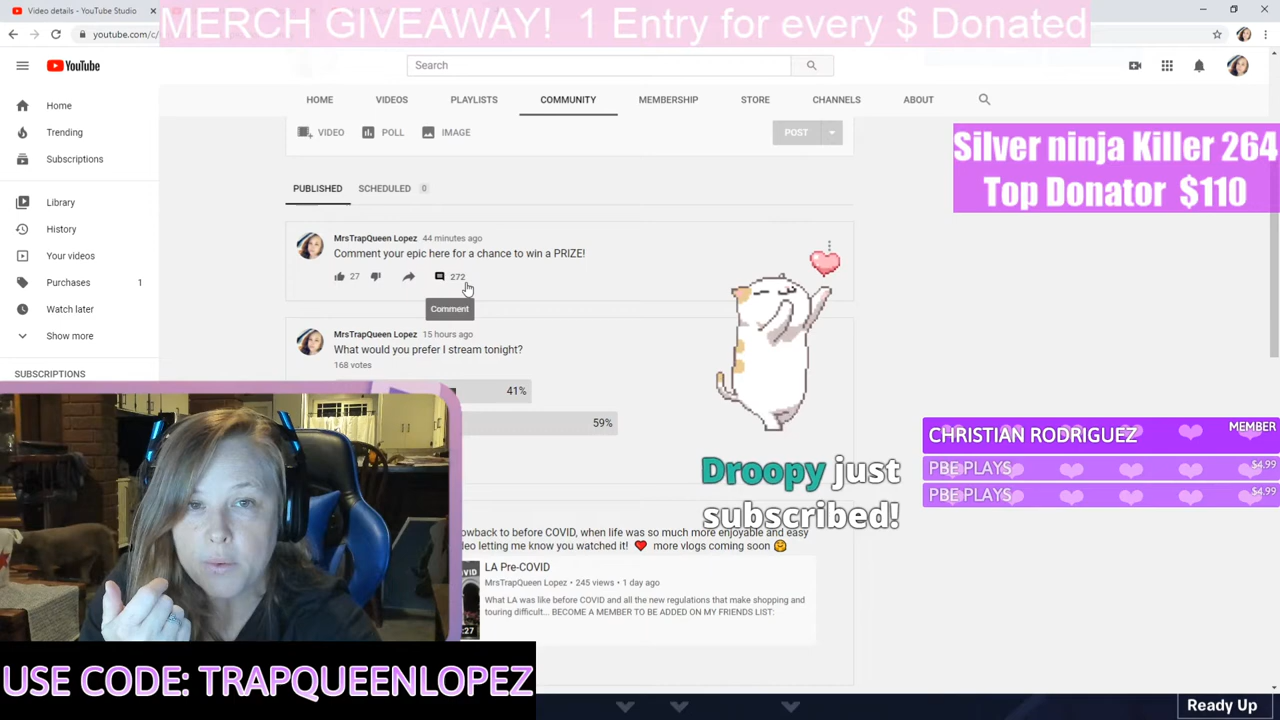 Video details - YouTube Studio
youtube.com/c/
MERCH GIVEAWAY! 1 Entry for every $ Donated
YouTube
Search
HOME VIDEOS PLAYLISTS COMMUNITY MEMBERSHIP STORE CHANNELS ABOUT
Home
Trending
Subscriptions
Library
History
Your videos
Purchases 1
Watch later
Show more
SUBSCRIPTIONS
VIDEO POLL IMAGE
POST
PUBLISHED SCHEDULED 0
MrsTrapQueen Lopez 44 minutes ago
Comment your epic here for a chance to win a PRIZE!
27 272
Comment
MrsTrapQueen Lopez 15 hours ago
What would you prefer I stream tonight?
168 votes
41%
59%
to before COVID, when life was so much more enjoyable and easy
letting me know you watched it! ❤️ more vlogs coming soon 🤗
LA Pre-COVID
MrsTrapQueen Lopez • 245 views • 1 day ago
What LA was like before COVID and all the new regulations that make shopping and
touring difficult... BECOME A MEMBER TO BE ADDED ON MY FRIENDS LIST:
:27
Silver ninja Killer 264
Top Donator $110
Droopy just
subscribed!
CHRISTIAN RODRIGUEZ MEMBER
PBE PLAYS $4.99
PBE PLAYS $4.99
USE CODE: TRAPQUEENLOPEZ
Ready Up